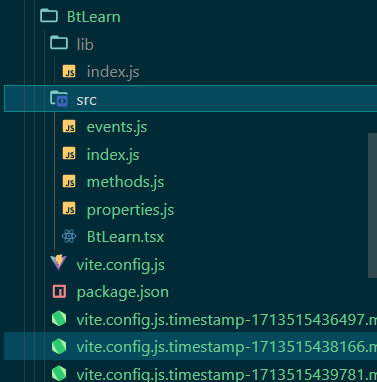 BtLearn
lib
JS index.js
src
JS events.js
JS index.js
JS methods.js
JS properties.js
BtLearn.tsx
vite.config.js
package.json
vite.config.js.timestamp-1713515436497.m
vite.config.js.timestamp-1713515438166.m
vite.config.js.timestamp-1713515439781.m